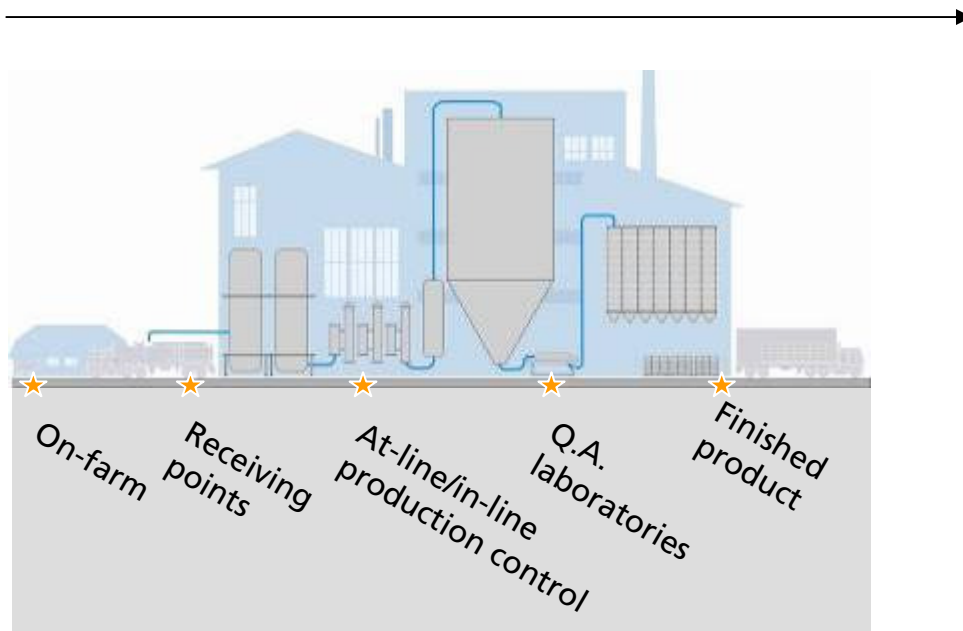 On-farm
Receiving
points
At-line/in-line
production control
Q.A.
laboratories
Finished
product